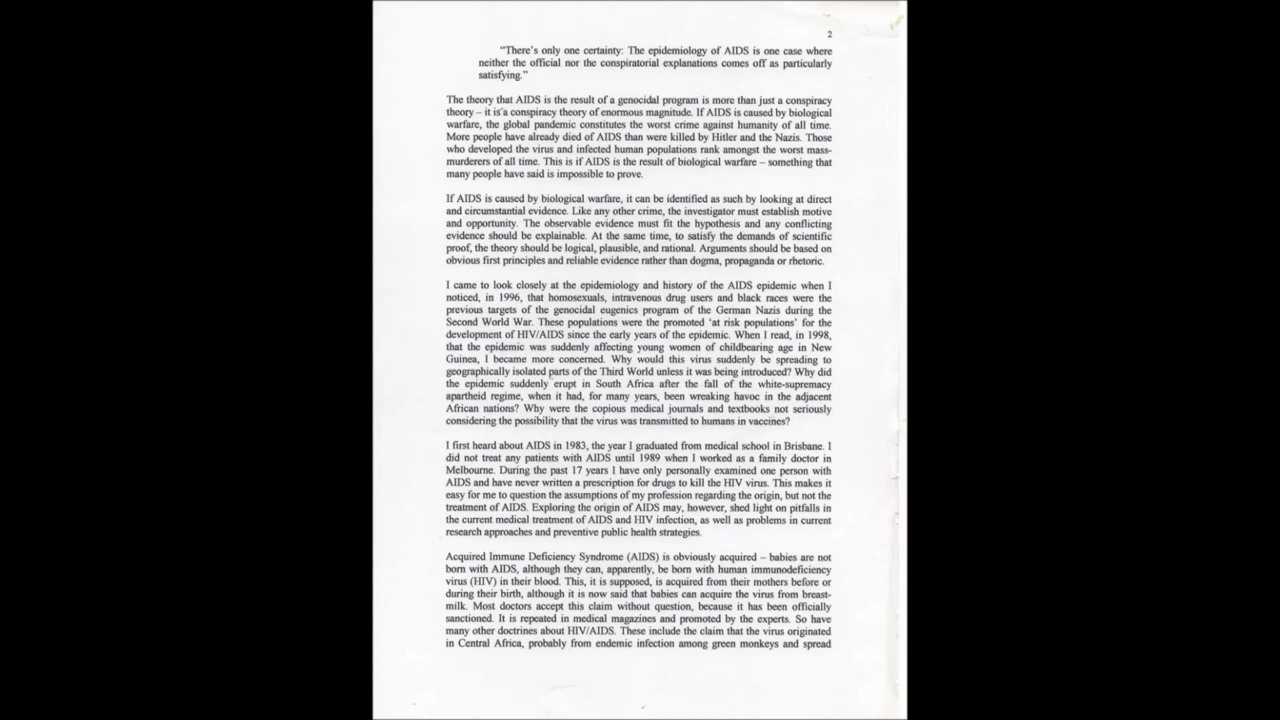 2
"There's only one certainty: The epidemiology of AIDS is one case where
neither the official nor the conspiratorial explanations comes off as particularly
satisfying."
The theory that AIDS is the result of a genocidal program is more than just a conspiracy
theory – it is a conspiracy theory of enormous magnitude. If AIDS is caused by biological
warfare, the global pandemic constitutes the worst crime against humanity of all time.
More people have already died of AIDS than were killed by Hitler and the Nazis. Those
who developed the virus and infected human populations rank amongst the worst mass-
murderers of all time. This is if AIDS is the result of biological warfare – something that
many people have said is impossible to prove.
If AIDS is caused by biological warfare, it can be identified as such by looking at direct
and circumstantial evidence. Like any other crime, the investigator must establish motive
and opportunity. The observable evidence must fit the hypothesis and any conflicting
evidence should be explainable. At the same time, to satisfy the demands of scientific
proof, the theory should be logical, plausible, and rational. Arguments should be based on
obvious first principles and reliable evidence rather than dogma, propaganda or rhetoric.
I came to look closely at the epidemiology and history of the AIDS epidemic when I
noticed, in 1996, that homosexuals, intravenous drug users and black races were the
previous targets of the genocidal eugenics program of the German Nazis during the
Second World War. These populations were the promoted 'at risk populations' for the
development of HIV/AIDS since the early years of the epidemic. When I read, in 1998,
that the epidemic was suddenly affecting young women of childbearing age in New
Guinea, I became more concerned. Why would this virus suddenly be spreading to
geographically isolated parts of the Third World unless it was being introduced? Why did
the epidemic suddenly erupt in South Africa after the fall of the white-supremacy
apartheid regime, when it had, for many years, been wreaking havoc in the adjacent
African nations? Why were the copious medical journals and textbooks not seriously
considering the possibility that the virus was transmitted to humans in vaccines?
I first heard about AIDS in 1983, the year I graduated from medical school in Brisbane. I
did not treat any patients with AIDS until 1989 when I worked as a family doctor in
Melbourne. During the past 17 years I have only personally examined one person with
AIDS and have never written a prescription for drugs to kill the HIV virus. This makes it
easy for me to question the assumptions of my profession regarding the origin, but not the
treatment of AIDS. Exploring the origin of AIDS may, however, shed light on pitfalls in
the current medical treatment of AIDS and HIV infection, as well as problems in current
research approaches and preventive public health strategies.
Acquired Immune Deficiency Syndrome (AIDS) is obviously acquired – babies are not
born with AIDS, although they can, apparently, be born with human immunodeficiency
virus (HIV) in their blood. This, it is supposed, is acquired from their mothers before or
during their birth, although it is now said that babies can acquire the virus from breast-
milk. Most doctors accept this claim without question, because it has been officially
sanctioned. It is repeated in medical magazines and promoted by the experts. So have
many other doctrines about HIV/AIDS. These include the claim that the virus originated
in Central Africa, probably from endemic infection among green monkeys and spread